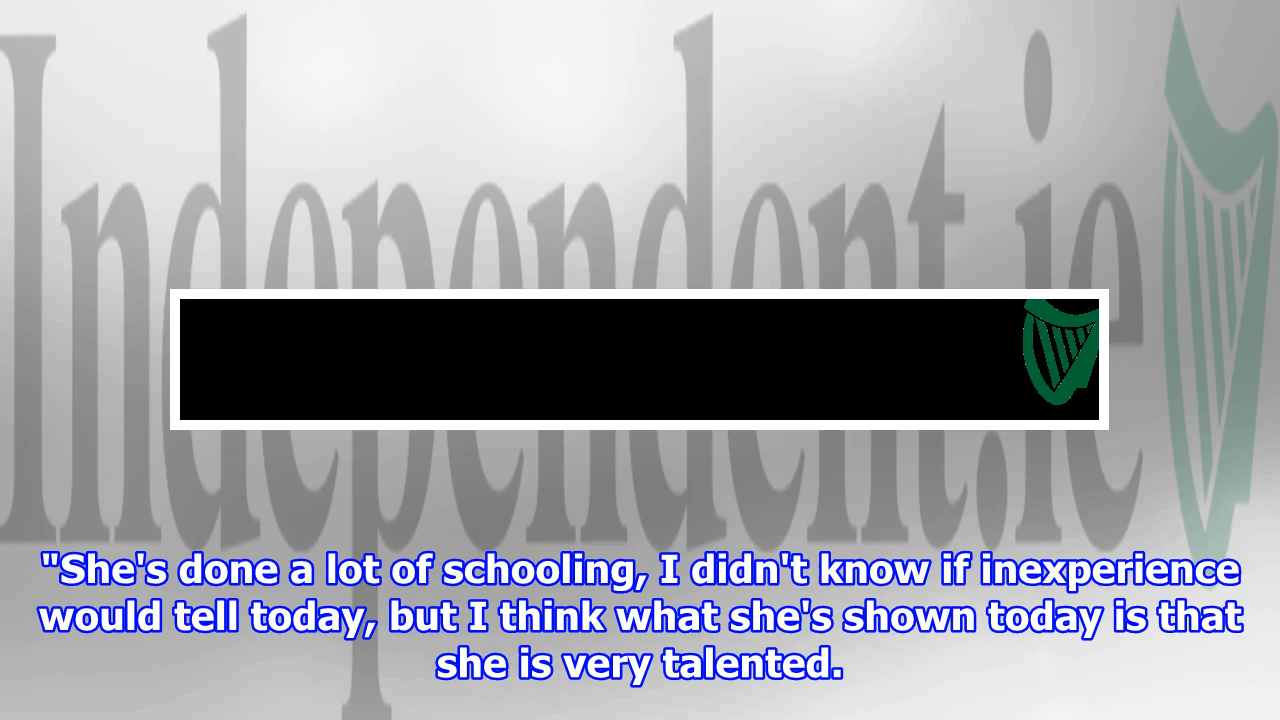 Independent.ie
"She's done a lot of schooling, I didn't know if inexperience
would tell today, but I think what she's shown today is that
she is very talented.